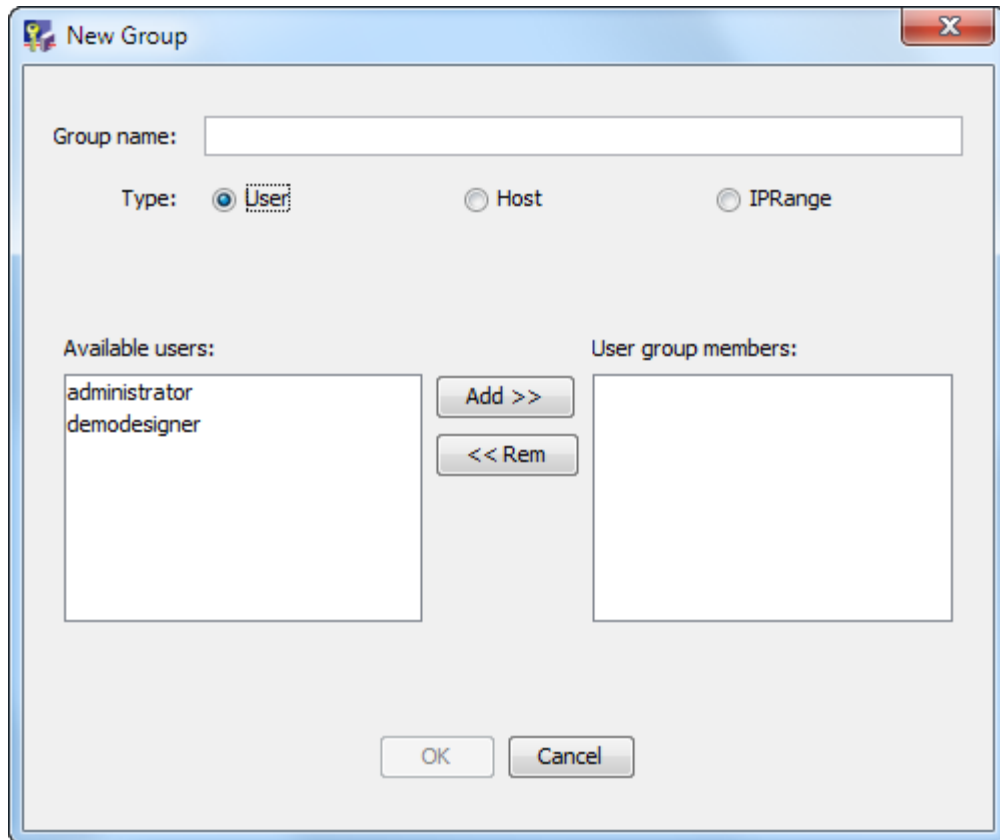 New Group
Group name:
Type: User Host IPRange
Available users: User group members:
administrator
demodesigner
Add >>
<< Rem
OK Cancel